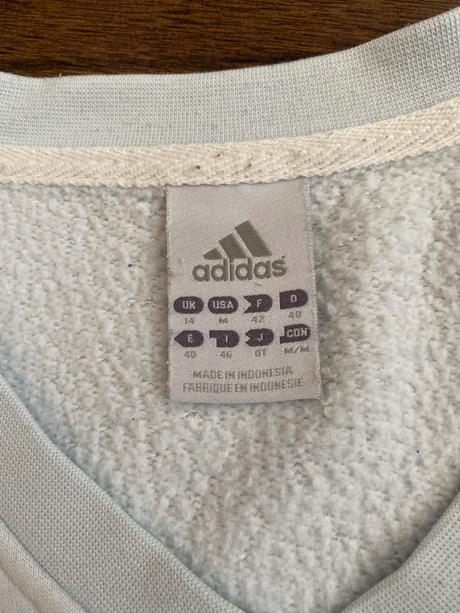 adidas
UK USA F D
14 M 42 40
E I J CDN
40 46 OT M/M
MADE IN INDONESIA
FABRIQUE EN INDONESIE